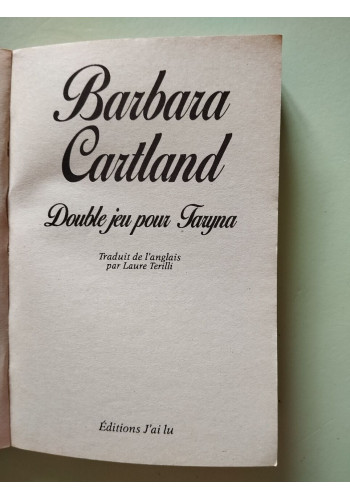 Barbara
Cartland
Double jeu pour Taryna
Traduit de l'anglais
par Laure Terilli
Éditions J'ai lu